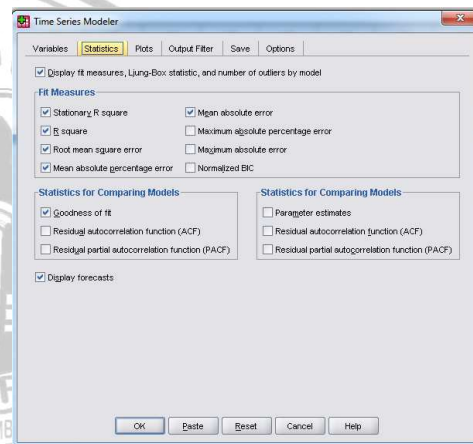 Time Series Modeler
Variables Statistics Plots Output Filter Save Options
Display fit measures, Ljung-Box statistic, and number of outliers by model
Fit Measures
Stationary R square Mean absolute error
R square Maximum absolute percentage error
Root mean square error Maximum absolute error
Mean absolute percentage error Normalized BIC
Statistics for Comparing Models Statistics for Comparing Models
Goodness of fit Parameter estimates
Residual autocorrelation function (ACF) Residual autocorrelation function (ACF)
Residual partial autocorrelation function (PACF) Residual partial autocorrelation function (PACF)
Display forecasts
OK Paste Reset Cancel Help